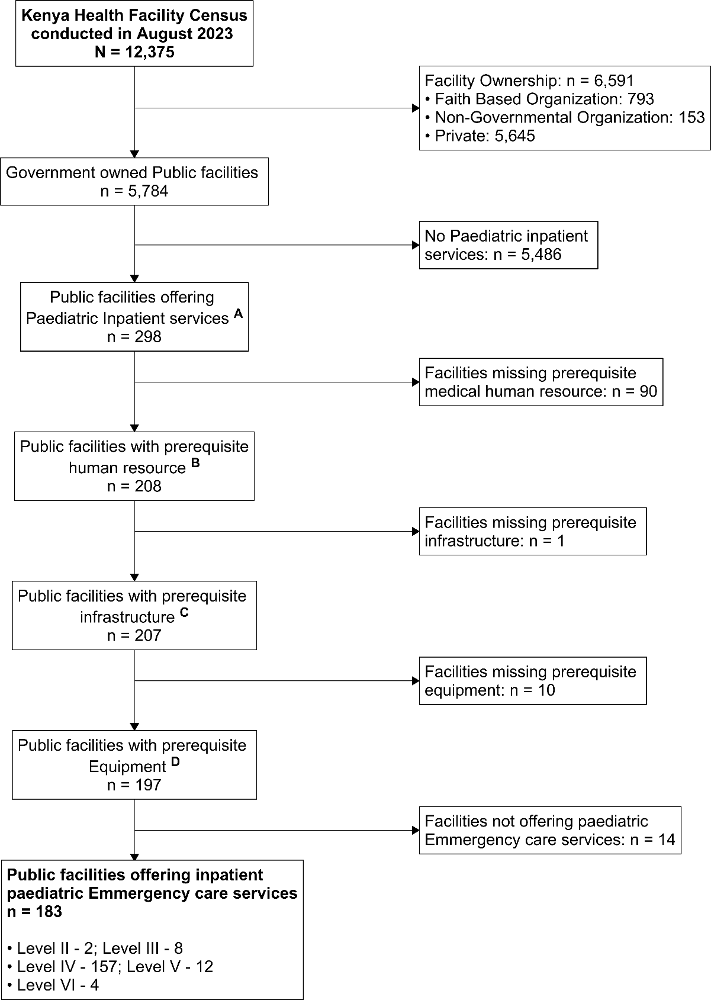 Kenya Health Facility Census
conducted in August 2023
N = 12,375
Facility Ownership: n = 6,591
• Faith Based Organization: 793
• Non-Governmental Organization: 153
• Private: 5,645
Government owned Public facilities
n = 5,784
No Paediatric inpatient
services: n = 5,486
Public facilities offering
Paediatric Inpatient services A
n = 298
Facilities missing prerequisite
medical human resource: n = 90
Public facilities with prerequisite
human resource B
n = 208
Facilities missing prerequisite
infrastructure: n = 1
Public facilities with prerequisite
infrastructure C
n = 207
Facilities missing prerequisite
equipment: n = 10
Public facilities with prerequisite
Equipment D
n = 197
Facilities not offering paediatric
Emmergency care services: n = 14
Public facilities offering inpatient
paediatric Emmergency care services
n = 183
• Level II - 2; Level III - 8
• Level IV - 157; Level V - 12
• Level VI - 4